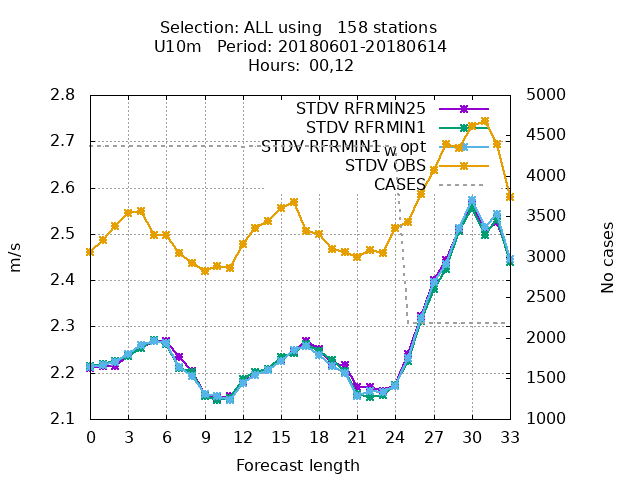 Selection: ALL using   158 stations
U10m   Period: 20180601-20180614
Hours:  00,12
STDV RFRMIN25
STDV RFRMIN1
STDV RFRMIN1 w opt
STDV OBS
CASES
2.8
2.7
2.6
2.5
2.4
2.3
2.2
2.1
m/s
5000
4500
4000
3500
3000
2500
2000
1500
1000
No cases
0 3 6 9 12 15 18 21 24 27 30 33
Forecast length